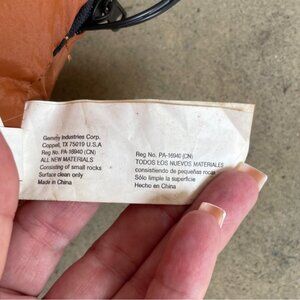 Gemmy Industries Corp.
Coppell, TX 75019 U.S.A
Reg No. PA-16940 (CN)
ALL NEW MATERIALS
Consisting of small rocks
Surface clean only
Made in China
Reg No. PA-16940 (CN)
TODOS LOS NUEVOS MATERIALES
consistiendo de pequeñas rocas
Sólo limpie la superficie
Hecho en China